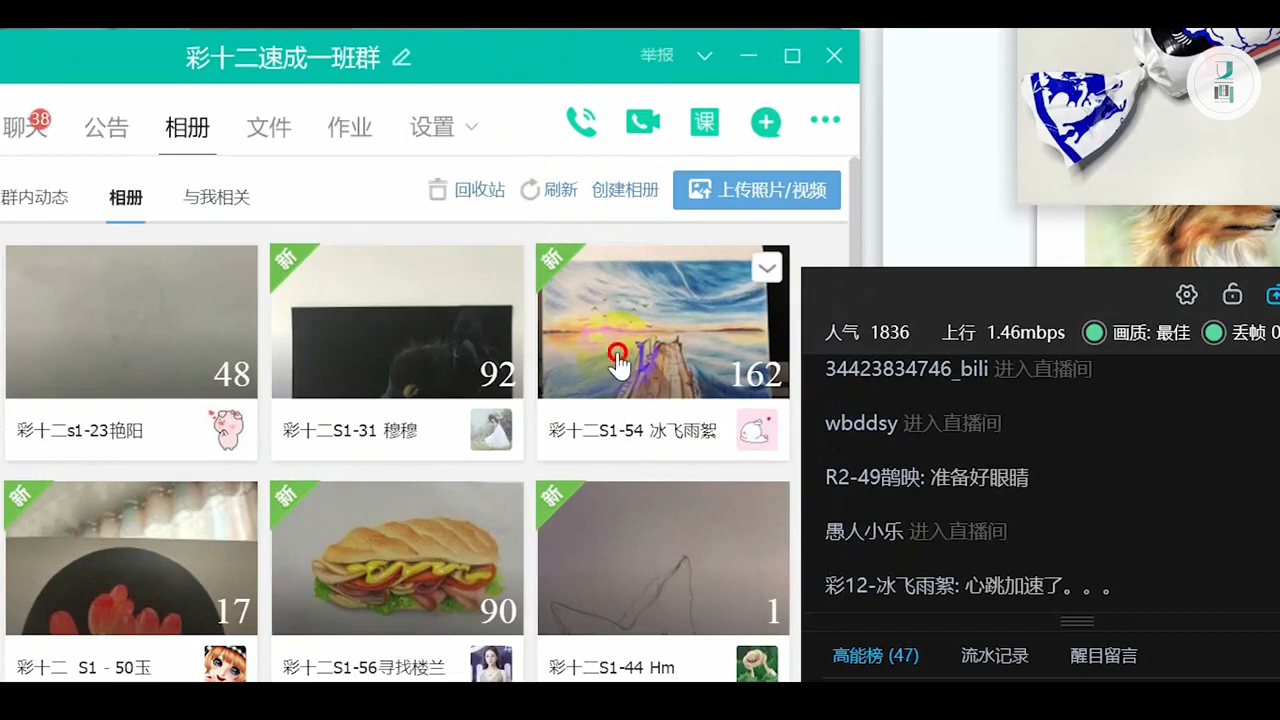 彩十二速成一班群
举报
聊天
38
公告
相册
文件
作业
设置
课
群内动态
相册
与我相关
回收站
刷新
创建相册
上传照片/视频
48
彩十二s1-23艳阳
新
92
彩十二S1-31 穆穆
新
162
彩十二S1-54 冰飞雨絮
新
17
彩十二 S1-50玉
新
90
彩十二S1-56寻找楼兰
新
1
彩十二S1-44 Hm
人气 1836
上行 1.46mbps
画质: 最佳
丢帧 0
34423834746_bili 进入直播间
wbddsy 进入直播间
R2-49鹊映: 准备好眼睛
愚人小乐 进入直播间
彩12-冰飞雨絮: 心跳加速了。。。
高能榜 (47)
流水记录
醒目留言